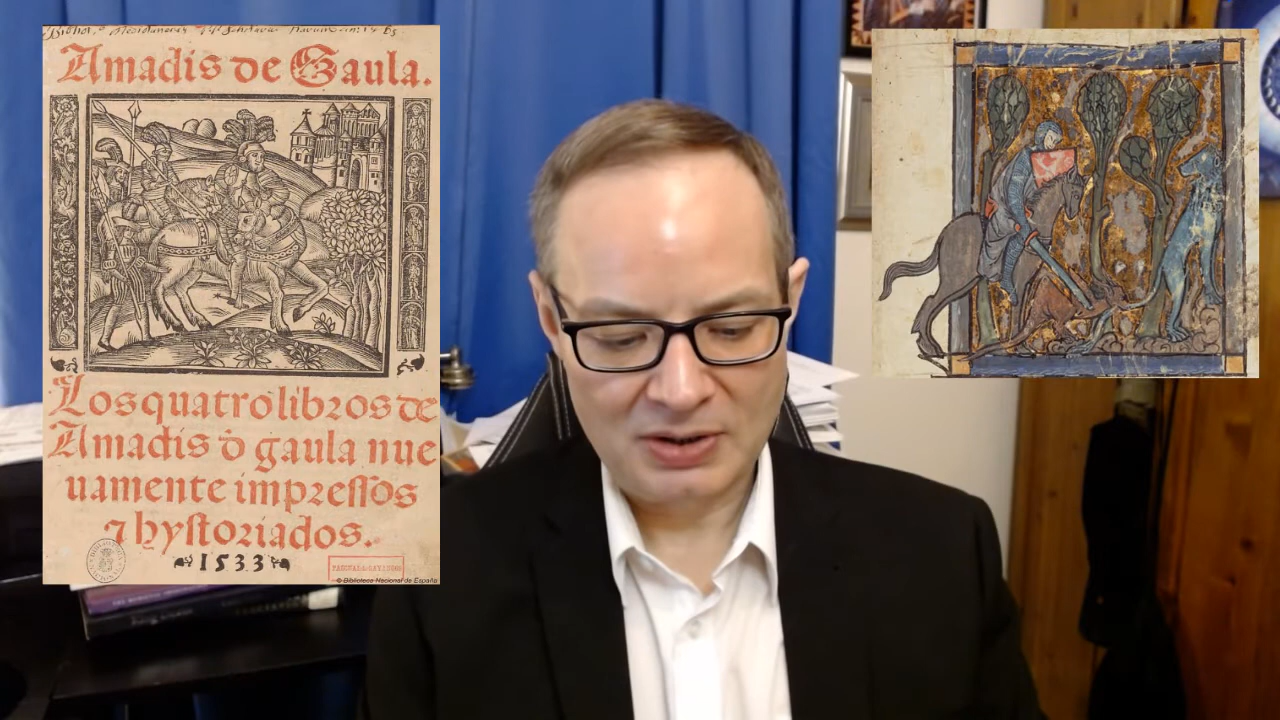 Amadis de Gaula.
Los quatro libros de
Amadis d̄ gaula nue
uamente impressos
⁊ hystoriados.
1533
© Biblioteca Nacional de España